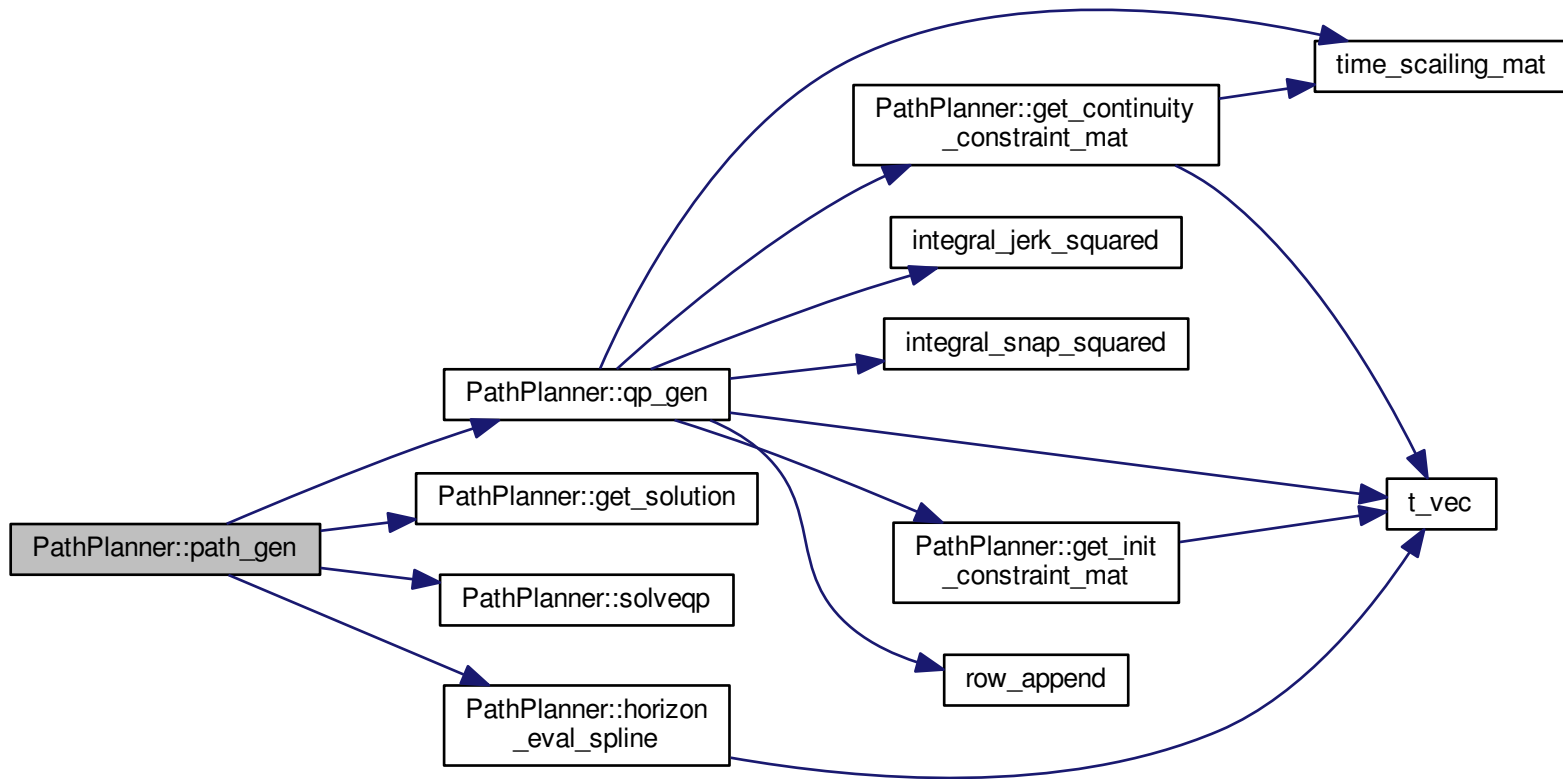 time_scailing_mat
PathPlanner::get_continuity
_constraint_mat
integral_jerk_squared
integral_snap_squared
PathPlanner::qp_gen
PathPlanner::get_solution
t_vec
PathPlanner::path_gen
PathPlanner::get_init
_constraint_mat
PathPlanner::solveqp
row_append
PathPlanner::horizon
_eval_spline